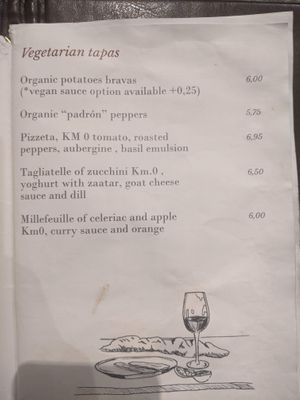 Vegetarian tapas
Organic potatoes bravas 6,00
(*vegan sauce option available +0,25)
Organic “padrón” peppers 5,75
Pizzeta, KM 0 tomato, roasted 6,95
peppers, aubergine , basil emulsion
Tagliatelle of zucchini Km.0 , 6,50
yoghurt with zaatar, goat cheese
sauce and dill
Millefeuille of celeriac and apple 6,00
Km0, curry sauce and orange